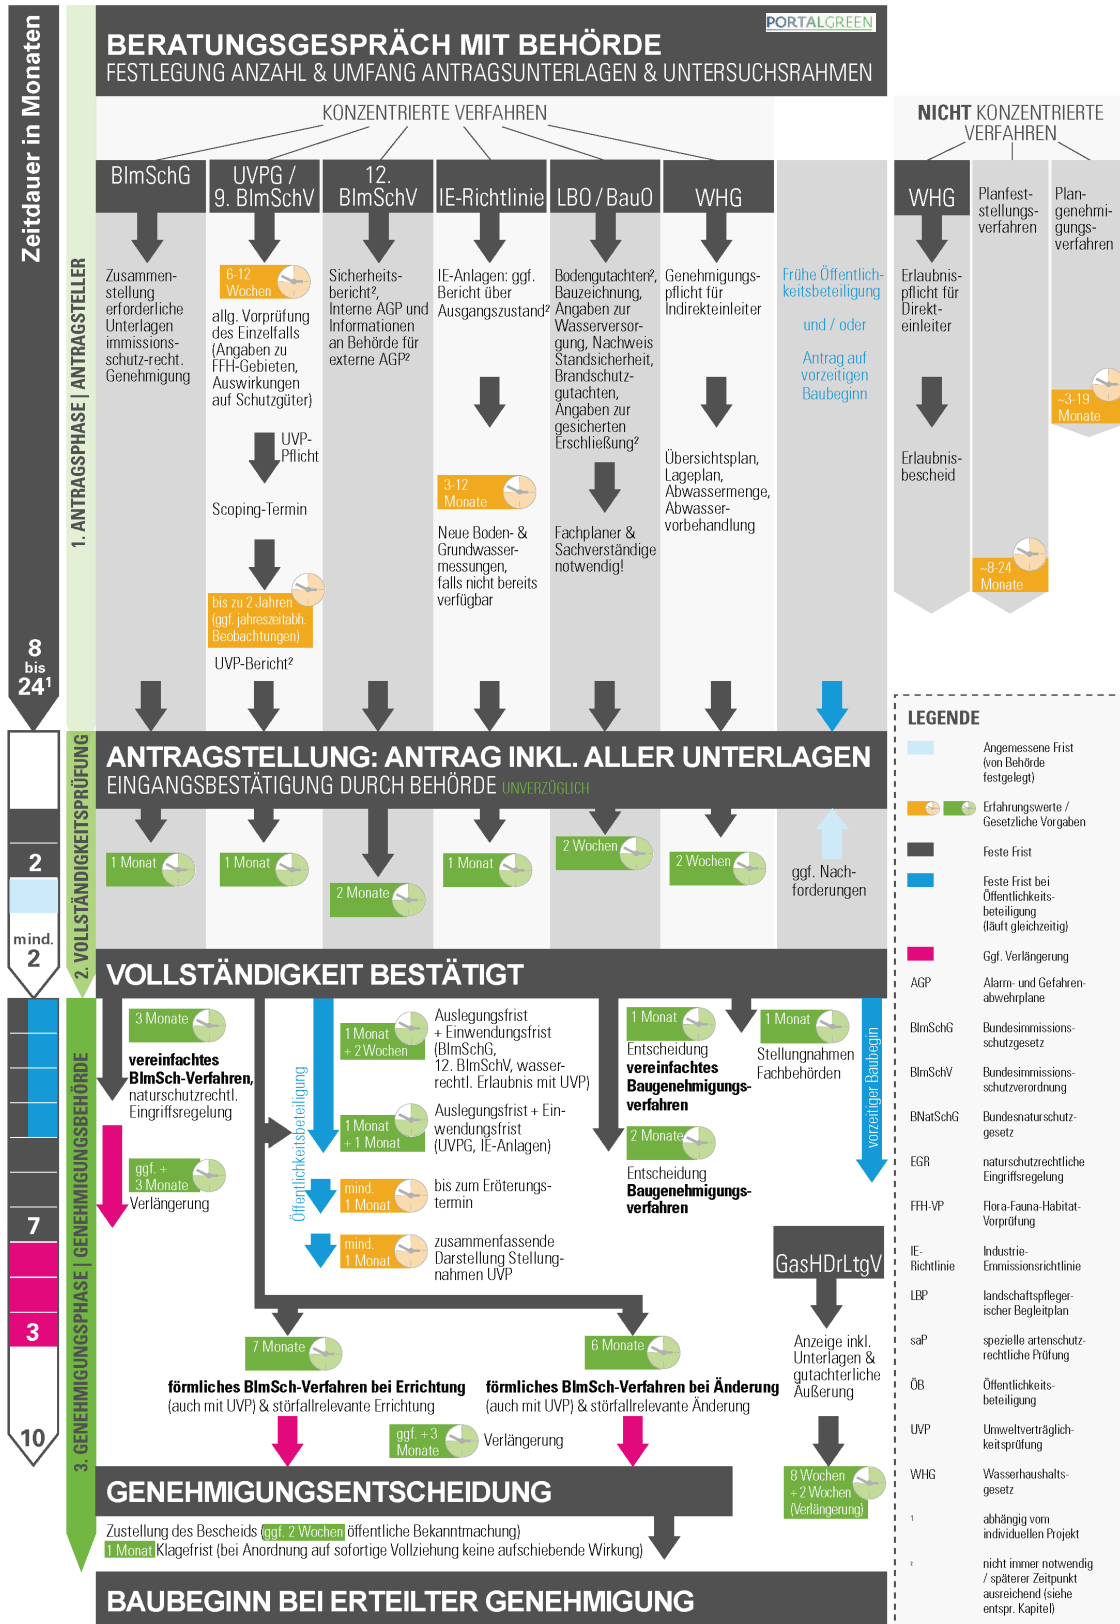 PORTALGREEN
BERATUNGSGESPRÄCH MIT BEHÖRDE
FESTLEGUNG ANZAHL & UMFANG ANTRAGSUNTERLAGEN & UNTERSUCHSRAHMEN
Zeitdauer in Monaten
8
bis
24¹
2
mind.
2
7
3
10
1. ANTRAGSPHASE | ANTRAGSTELLER
2. VOLLSTÄNDIGKEITSPRÜFUNG
3. GENEHMIGUNGSPHASE | GENEHMIGUNGSBEHÖRDE
KONZENTRIERTE VERFAHREN
NICHT KONZENTRIERTE
VERFAHREN
BImSchG
Zusammen-
stellung
erforderliche
Unterlagen
immissions-
schutz-recht.
Genehmigung
UVPG /
9. BImSchV
6-12
Wochen
allg. Vorprüfung
des Einzelfalls
(Angaben zu
FFH-Gebieten,
Auswirkungen
auf Schutzgüter)
UVP-
Pflicht
Scoping-Termin
bis zu 2 Jahren
(ggf. jahreszeitabh.
Beobachtungen)
UVP-Bericht²
12.
BImSchV
Sicherheits-
bericht²,
Interne AGP und
Informationen
an Behörde für
externe AGP²
IE-Richtlinie
IE-Anlagen: ggf.
Bericht über
Ausgangszustand²
3-12
Monate
Neue Boden- &
Grundwasser-
messungen,
falls nicht bereits
verfügbar
LBO / BauO
Bodengutachten²,
Bauzeichnung,
Angaben zur
Wasserversor-
gung, Nachweis
Standsicherheit,
Brandschutz-
gutachten,
Angaben zur
gesicherten
Erschließung²
Fachplaner &
Sachverständige
notwendig!
WHG
Genehmigungs-
pflicht für
Indirekteinleiter
Übersichtsplan,
Lageplan,
Abwassermenge,
Abwasser-
vorbehandlung
Frühe Öffentlich-
keitsbeteiligung
und / oder
Antrag auf
vorzeitigen
Baubeginn
WHG
Erlaubnis-
pflicht für
Direkt-
einleiter
Erlaubnis-
bescheid
Planfest-
stellungs-
verfahren
~8-24
Monate
Plan-
genehmi-
gungs-
verfahren
~3-19
Monate
ANTRAGSTELLUNG: ANTRAG INKL. ALLER UNTERLAGEN
EINGANGSBESTÄTIGUNG DURCH BEHÖRDE UNVERZÜGLICH
1 Monat
1 Monat
2 Monate
1 Monat
2 Wochen
2 Wochen
ggf. Nach-
forderungen
VOLLSTÄNDIGKEIT BESTÄTIGT
3 Monate
vereinfachtes
BImSch-Verfahren,
naturschutzrechtl.
Eingriffsregelung
ggf. +
3 Monate
Verlängerung
Öffentlichkeitsbeteiligung
1 Monat
+ 2 Wochen
Auslegungsfrist
+ Einwendungsfrist
(BImSchG,
12. BImSchV, wasser-
rechtl. Erlaubnis mit UVP)
1 Monat
+ 1 Monat
Auslegungsfrist + Ein-
wendungsfrist
(UVPG, IE-Anlagen)
mind.
1 Monat
bis zum Eröterungs-
termin
mind.
1 Monat
zusammenfassende
Darstellung Stellung-
nahmen UVP
1 Monat
Entscheidung
vereinfachtes
Baugenehmigungs-
verfahren
2 Monate
Entscheidung
Baugenehmigungs-
verfahren
1 Monat
Stellungnahmen
Fachbehörden
vorzeitiger Baubegin
GasHDrLtgV
Anzeige inkl.
Unterlagen &
gutachterliche
Äußerung
8 Wochen
+ 2 Wochen
(Verlängerung)
7 Monate
förmliches BImSch-Verfahren bei Errichtung
(auch mit UVP) & störfallrelevante Errichtung
6 Monate
förmliches BImSch-Verfahren bei Änderung
(auch mit UVP) & störfallrelevante Änderung
ggf. + 3
Monate
Verlängerung
GENEHMIGUNGSENTSCHEIDUNG
Zustellung des Bescheids (ggf. 2 Wochen öffentliche Bekanntmachung)
1 Monat Klagefrist (bei Anordnung auf sofortige Vollziehung keine aufschiebende Wirkung)
BAUBEGINN BEI ERTEILTER GENEHMIGUNG
LEGENDE
Angemessene Frist
(von Behörde
festgelegt)
Erfahrungswerte /
Gesetzliche Vorgaben
Feste Frist
Feste Frist bei
Öffentlichkeits-
beteiligung
(läuft gleichzeitig)
Ggf. Verlängerung
AGP Alarm- und Gefahren-
abwehrplane
BImSchG Bundesimmissions-
schutzgesetz
BImSchV Bundesimmissions-
schutzverordnung
BNatSchG Bundesnaturschutz-
gesetz
EGR naturschutzrechtliche
Eingriffsregelung
FFH-VP Flora-Fauna-Habitat-
Vorprüfung
IE- Industrie-
Richtlinie Emmissionsrichtlinie
LBP landschaftspfleger-
ischer Begleitplan
saP spezielle artenschutz-
rechtliche Prüfung
ÖB Öffentlichkeits-
beteiligung
UVP Umweltverträglich-
keitsprüfung
WHG Wasserhaushalts-
gesetz
¹ abhängig vom
individuellen Projekt
² nicht immer notwendig
/ späterer Zeitpunkt
ausreichend (siehe
entspr. Kapitel)